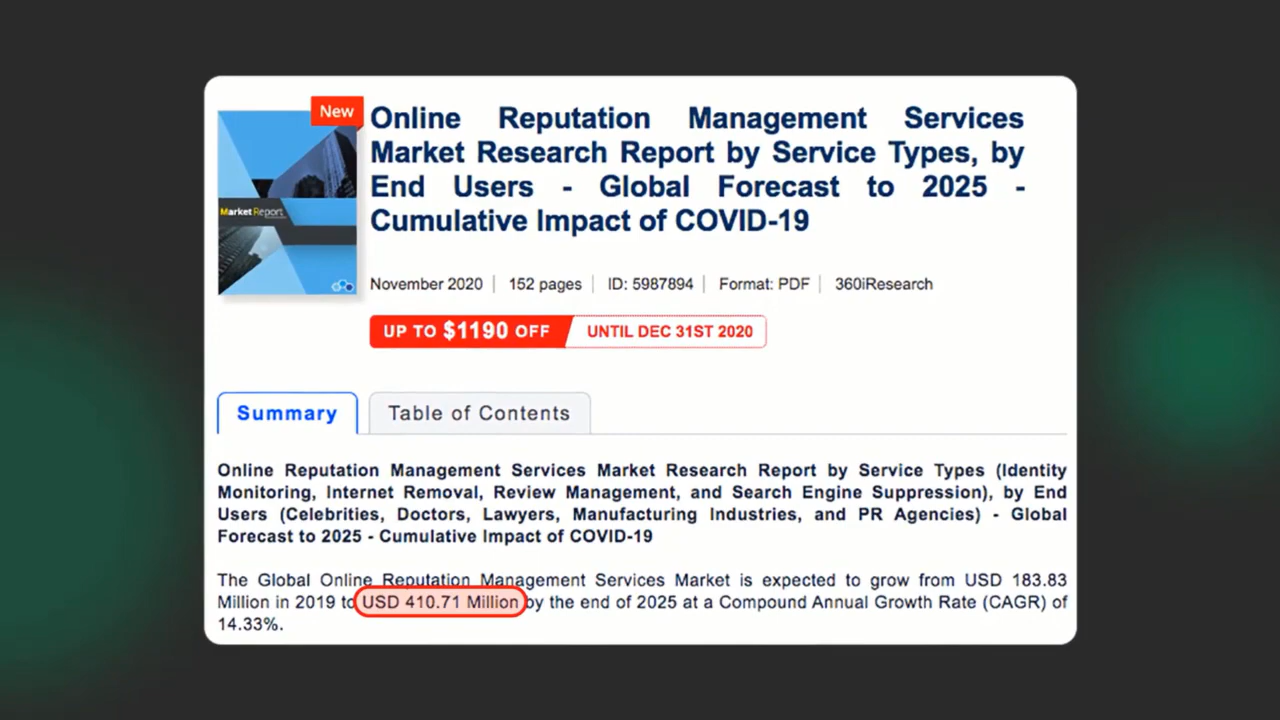 New
Online Reputation Management Services
Market Research Report by Service Types, by
End Users - Global Forecast to 2025 -
Cumulative Impact of COVID-19
MarketReport
November 2020 | 152 pages | ID: 5987894 | Format: PDF | 360iResearch
UP TO $1190 OFF UNTIL DEC 31ST 2020
Summary Table of Contents
Online Reputation Management Services Market Research Report by Service Types (Identity
Monitoring, Internet Removal, Review Management, and Search Engine Suppression), by End
Users (Celebrities, Doctors, Lawyers, Manufacturing Industries, and PR Agencies) - Global
Forecast to 2025 - Cumulative Impact of COVID-19
The Global Online Reputation Management Services Market is expected to grow from USD 183.83
Million in 2019 to USD 410.71 Million by the end of 2025 at a Compound Annual Growth Rate (CAGR) of
14.33%.